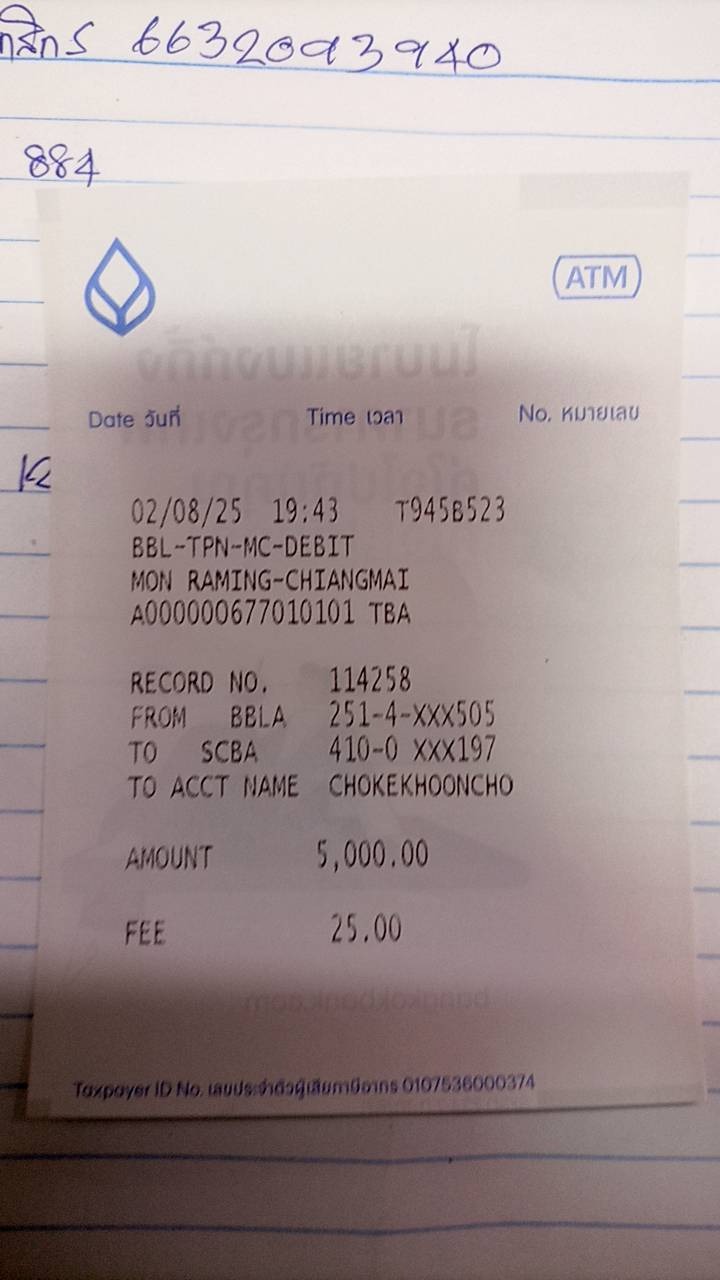 กสิกร 6632093940
884
ATM
Date วันที่ Time เวลา No. หมายเลข
02/08/25 19:43 T945B523
BBL-TPN-MC-DEBIT
MON RAMING-CHIANGMAI
A000000677010101 TBA
RECORD NO. 114258
FROM BBLA 251-4-XXX505
TO SCBA 410-0 XXX197
TO ACCT NAME CHOKEKHOONCHO
AMOUNT 5,000.00
FEE 25.00
bangkokbank.com
Taxpayer ID No. เลขประจำตัวผู้เสียภาษีอากร 0107536000374